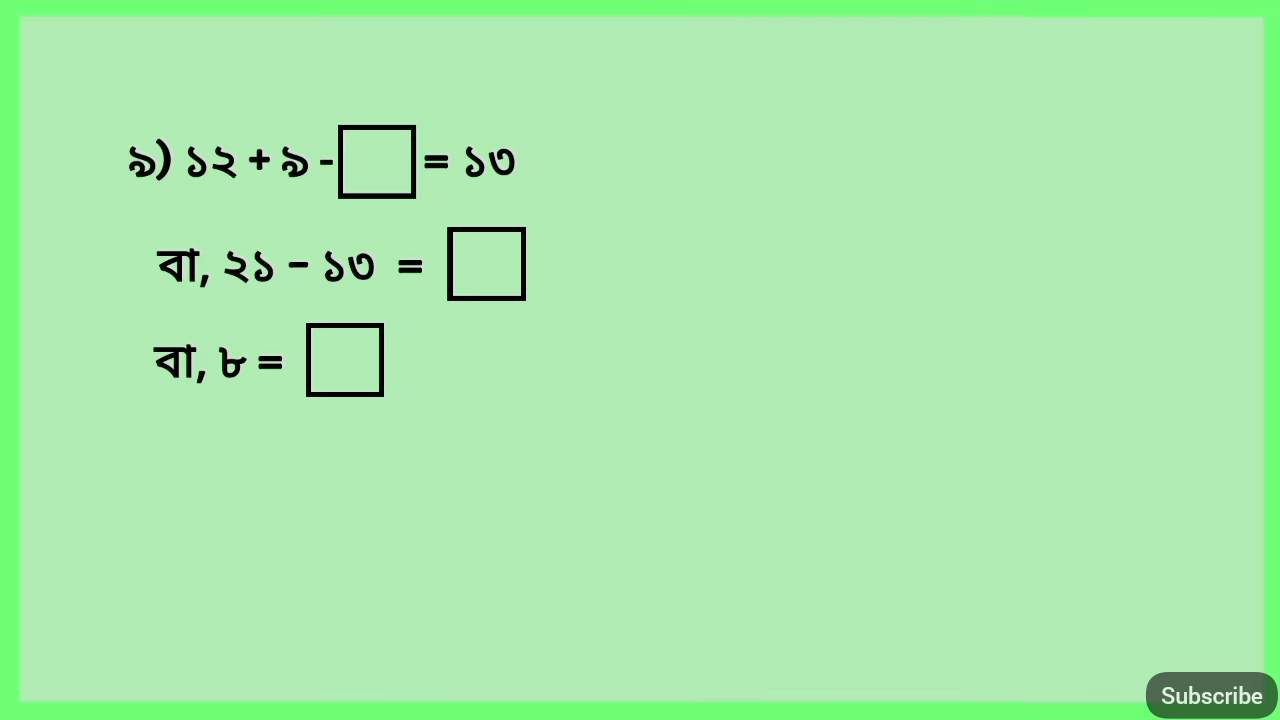 ৯) ১২ + ৯ - □ = ১৩
বা, ২১ – ১৩ = □
বা, ৮ = □
Subscribe